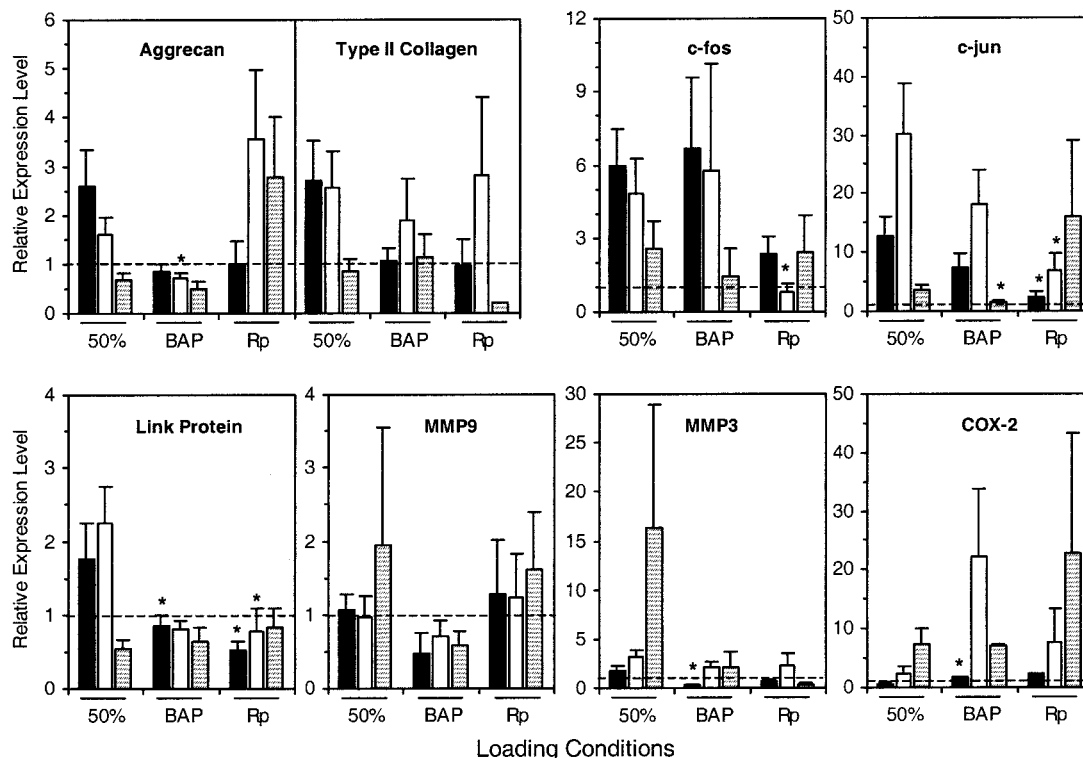 Aggrecan
Type II Collagen
c-fos
c-jun
Relative Expression Level
6
5
4
3
2
1
0
12
9
6
3
0
50
40
30
20
10
0
*
*
*
*
*
50% BAP Rp
50% BAP Rp
50% BAP Rp
50% BAP Rp
Link Protein
MMP9
MMP3
COX-2
Relative Expression Level
4
3
2
1
0
4
3
2
1
0
30
25
20
15
10
5
0
50
40
30
20
10
0
*
*
*
*
*
50% BAP Rp
50% BAP Rp
50% BAP Rp
50% BAP Rp
Loading Conditions